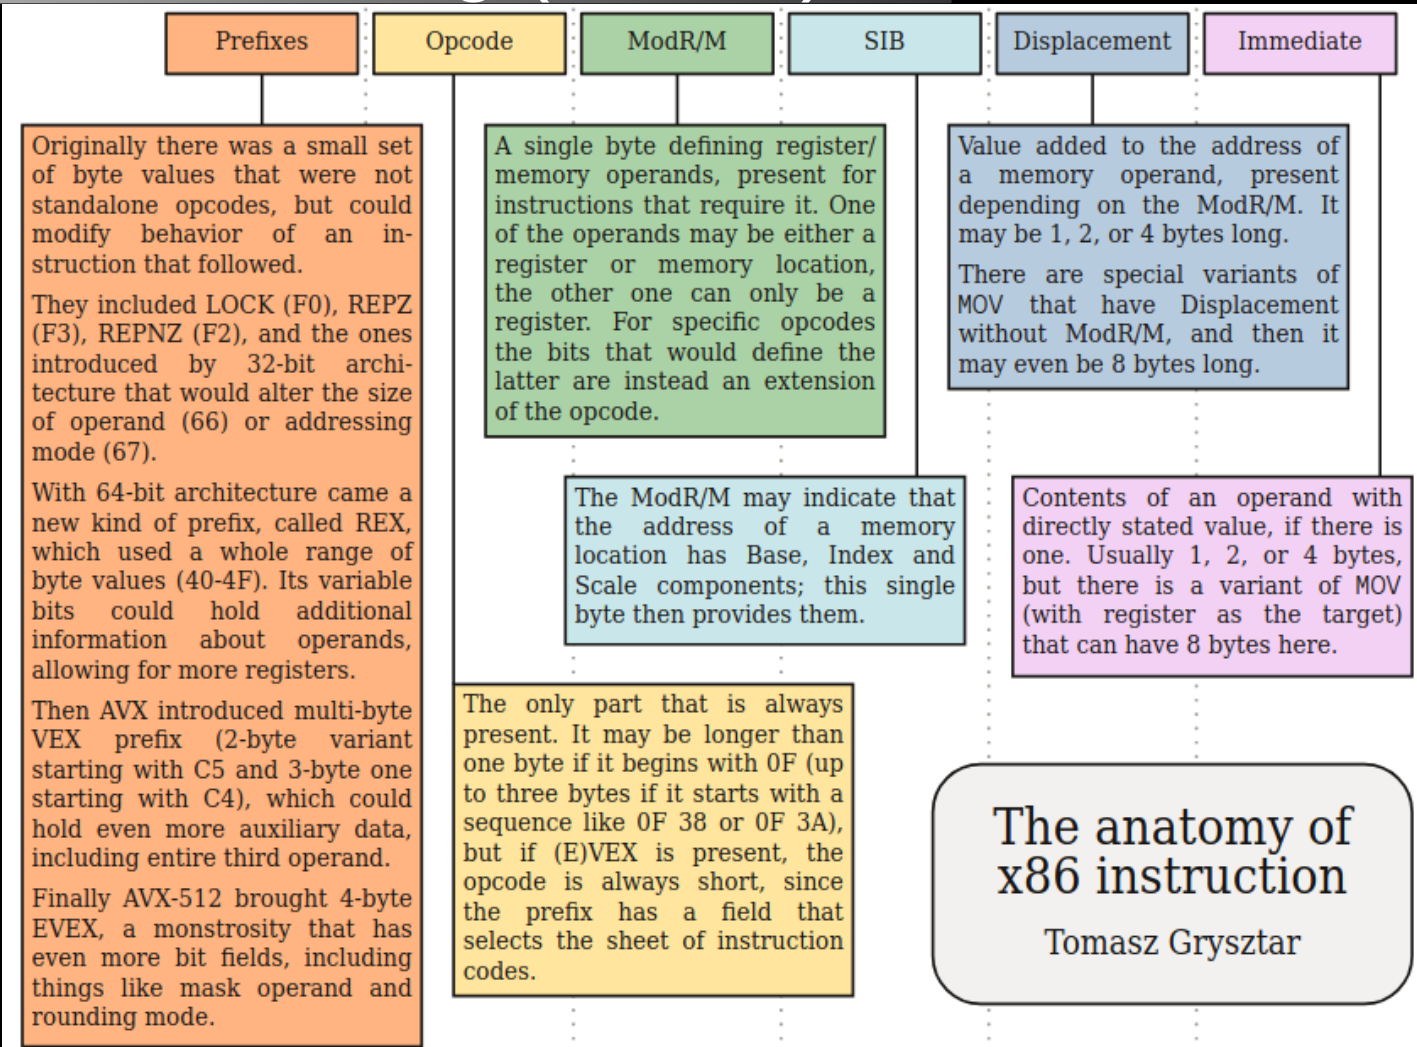 Prefixes
Opcode
ModR/M
SIB
Displacement
Immediate
Originally there was a small set
of byte values that were not
standalone opcodes, but could
modify behavior of an in-
struction that followed.
They included LOCK (F0), REPZ
(F3), REPNZ (F2), and the ones
introduced by 32-bit archi-
tecture that would alter the size
of operand (66) or addressing
mode (67).
With 64-bit architecture came a
new kind of prefix, called REX,
which used a whole range of
byte values (40-4F). Its variable
bits could hold additional
information about operands,
allowing for more registers.
Then AVX introduced multi-byte
VEX prefix (2-byte variant
starting with C5 and 3-byte one
starting with C4), which could
hold even more auxiliary data,
including entire third operand.
Finally AVX-512 brought 4-byte
EVEX, a monstrosity that has
even more bit fields, including
things like mask operand and
rounding mode.
A single byte defining register/
memory operands, present for
instructions that require it. One
of the operands may be either a
register or memory location,
the other one can only be a
register. For specific opcodes
the bits that would define the
latter are instead an extension
of the opcode.
Value added to the address of
a memory operand, present
depending on the ModR/M. It
may be 1, 2, or 4 bytes long.
There are special variants of
MOV that have Displacement
without ModR/M, and then it
may even be 8 bytes long.
The ModR/M may indicate that
the address of a memory
location has Base, Index and
Scale components; this single
byte then provides them.
Contents of an operand with
directly stated value, if there is
one. Usually 1, 2, or 4 bytes,
but there is a variant of MOV
(with register as the target)
that can have 8 bytes here.
The only part that is always
present. It may be longer than
one byte if it begins with 0F (up
to three bytes if it starts with a
sequence like 0F 38 or 0F 3A),
but if (E)VEX is present, the
opcode is always short, since
the prefix has a field that
selects the sheet of instruction
codes.
The anatomy of
x86 instruction
Tomasz Grysztar